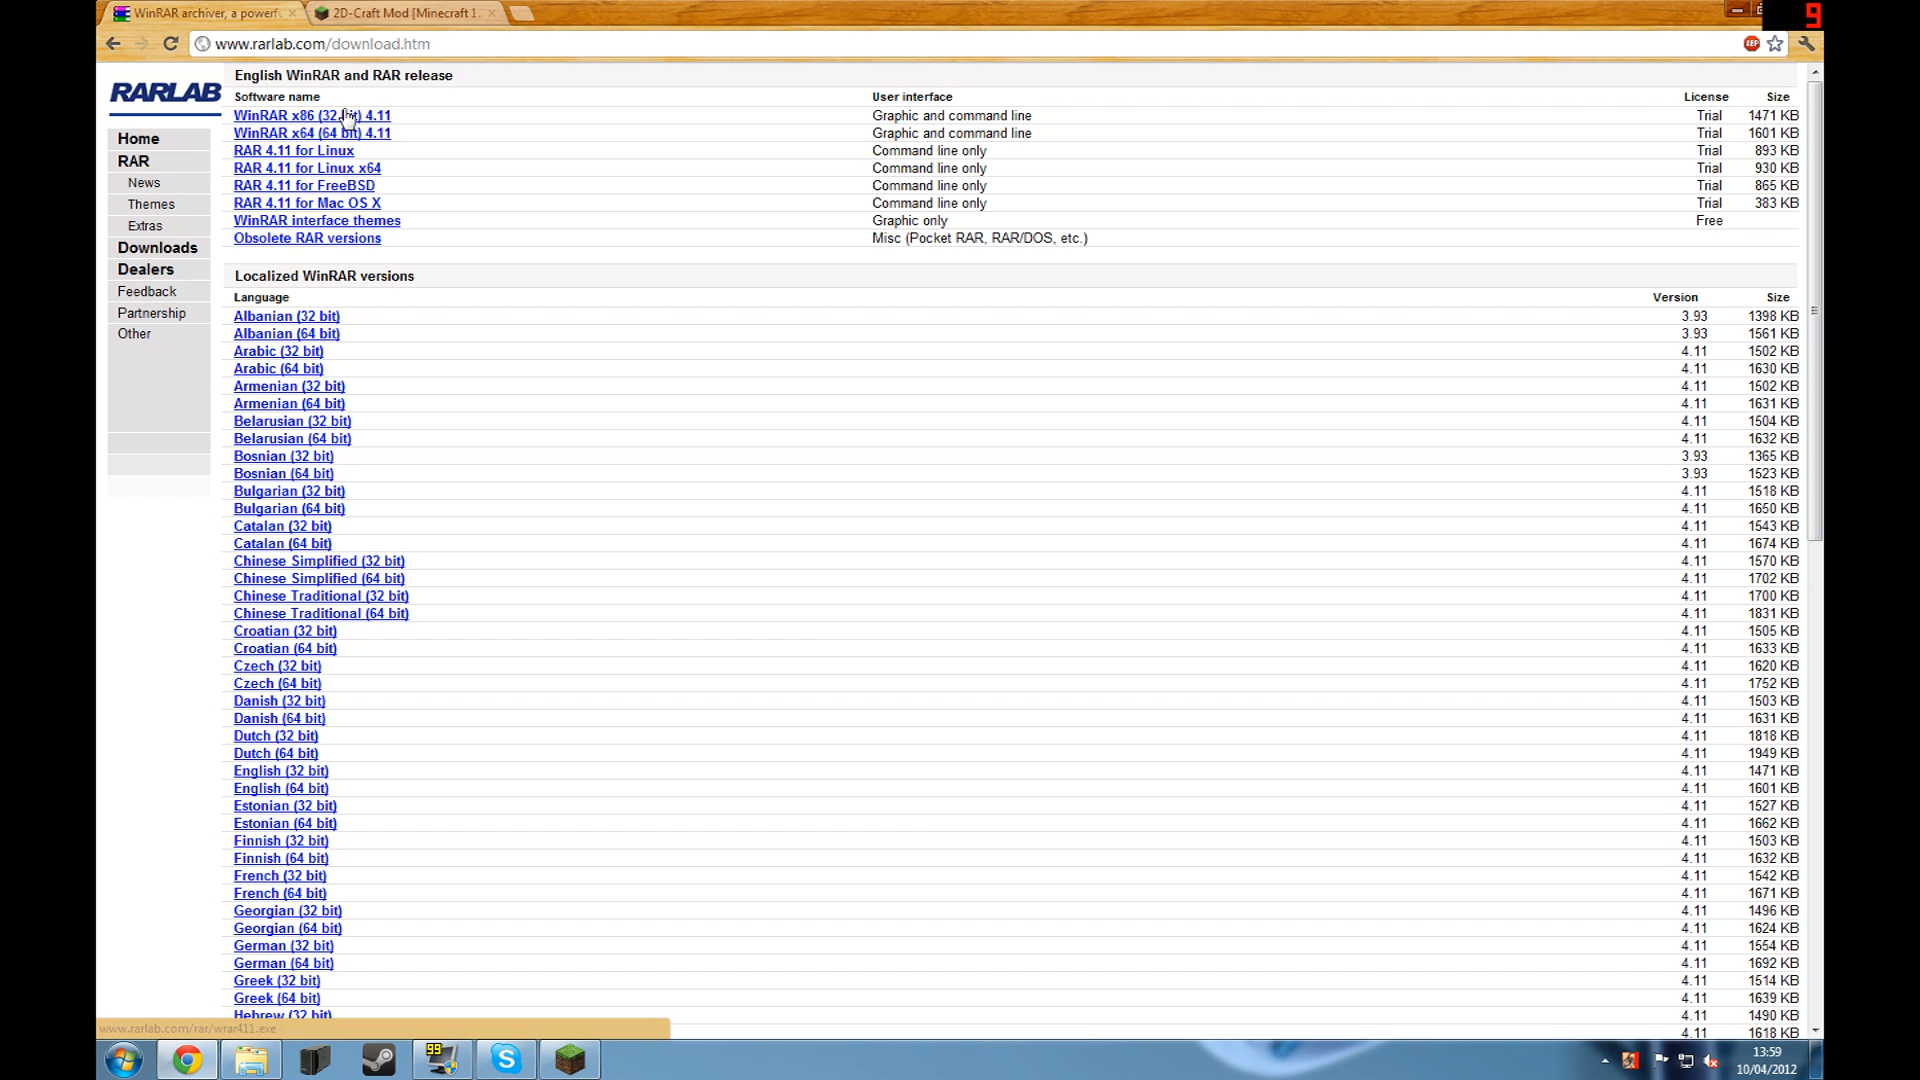 WinRAR archiver, a powerf
2D-Craft Mod [Minecraft 1.
9
www.rarlab.com/download.htm
ABP
RARLAB
Home
RAR
News
Themes
Extras
Downloads
Dealers
Feedback
Partnership
Other
English WinRAR and RAR release
Software name User interface License Size
WinRAR x86 (32 bit) 4.11 Graphic and command line Trial 1471 KB
WinRAR x64 (64 bit) 4.11 Graphic and command line Trial 1601 KB
RAR 4.11 for Linux Command line only Trial 893 KB
RAR 4.11 for Linux x64 Command line only Trial 930 KB
RAR 4.11 for FreeBSD Command line only Trial 865 KB
RAR 4.11 for Mac OS X Command line only Trial 383 KB
WinRAR interface themes Graphic only Free
Obsolete RAR versions Misc (Pocket RAR, RAR/DOS, etc.)
Localized WinRAR versions
Language Version Size
Albanian (32 bit) 3.93 1398 KB
Albanian (64 bit) 3.93 1561 KB
Arabic (32 bit) 4.11 1502 KB
Arabic (64 bit) 4.11 1630 KB
Armenian (32 bit) 4.11 1502 KB
Armenian (64 bit) 4.11 1631 KB
Belarusian (32 bit) 4.11 1504 KB
Belarusian (64 bit) 4.11 1632 KB
Bosnian (32 bit) 3.93 1365 KB
Bosnian (64 bit) 3.93 1523 KB
Bulgarian (32 bit) 4.11 1518 KB
Bulgarian (64 bit) 4.11 1650 KB
Catalan (32 bit) 4.11 1543 KB
Catalan (64 bit) 4.11 1674 KB
Chinese Simplified (32 bit) 4.11 1570 KB
Chinese Simplified (64 bit) 4.11 1702 KB
Chinese Traditional (32 bit) 4.11 1700 KB
Chinese Traditional (64 bit) 4.11 1831 KB
Croatian (32 bit) 4.11 1505 KB
Croatian (64 bit) 4.11 1633 KB
Czech (32 bit) 4.11 1620 KB
Czech (64 bit) 4.11 1752 KB
Danish (32 bit) 4.11 1503 KB
Danish (64 bit) 4.11 1631 KB
Dutch (32 bit) 4.11 1818 KB
Dutch (64 bit) 4.11 1949 KB
English (32 bit) 4.11 1471 KB
English (64 bit) 4.11 1601 KB
Estonian (32 bit) 4.11 1527 KB
Estonian (64 bit) 4.11 1662 KB
Finnish (32 bit) 4.11 1503 KB
Finnish (64 bit) 4.11 1632 KB
French (32 bit) 4.11 1542 KB
French (64 bit) 4.11 1671 KB
Georgian (32 bit) 4.11 1496 KB
Georgian (64 bit) 4.11 1624 KB
German (32 bit) 4.11 1554 KB
German (64 bit) 4.11 1692 KB
Greek (32 bit) 4.11 1514 KB
Greek (64 bit) 4.11 1639 KB
Hebrew (32 bit) 4.11 1490 KB
4.11 1618 KB
www.rarlab.com/rar/wrar411.exe
99
13:59
10/04/2012